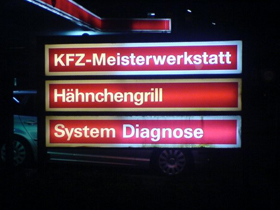 KFZ-Meisterwerkstatt
Hähnchengrill
System Diagnose